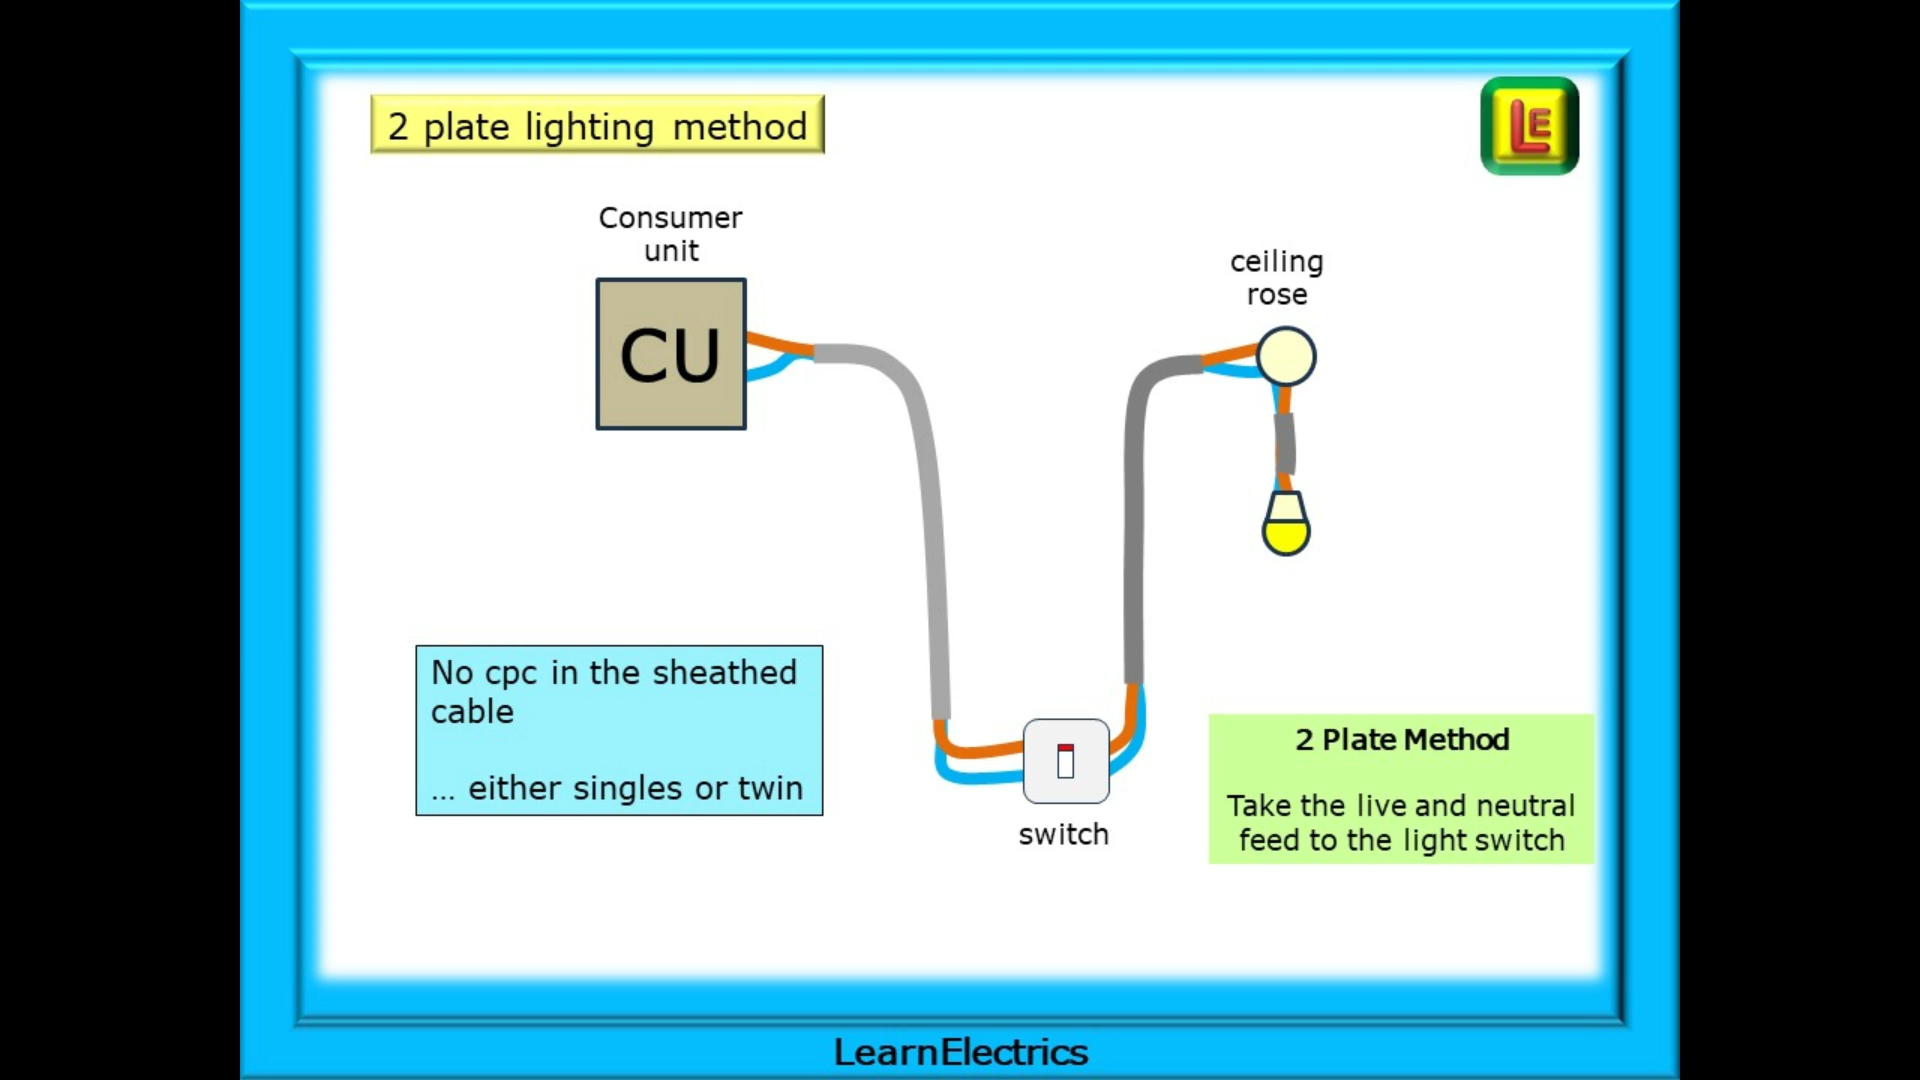 2 plate lighting method
LE
Consumer
unit
CU
ceiling
rose
No cpc in the sheathed
cable
... either singles or twin
switch
2 Plate Method
Take the live and neutral
feed to the light switch
LearnElectrics